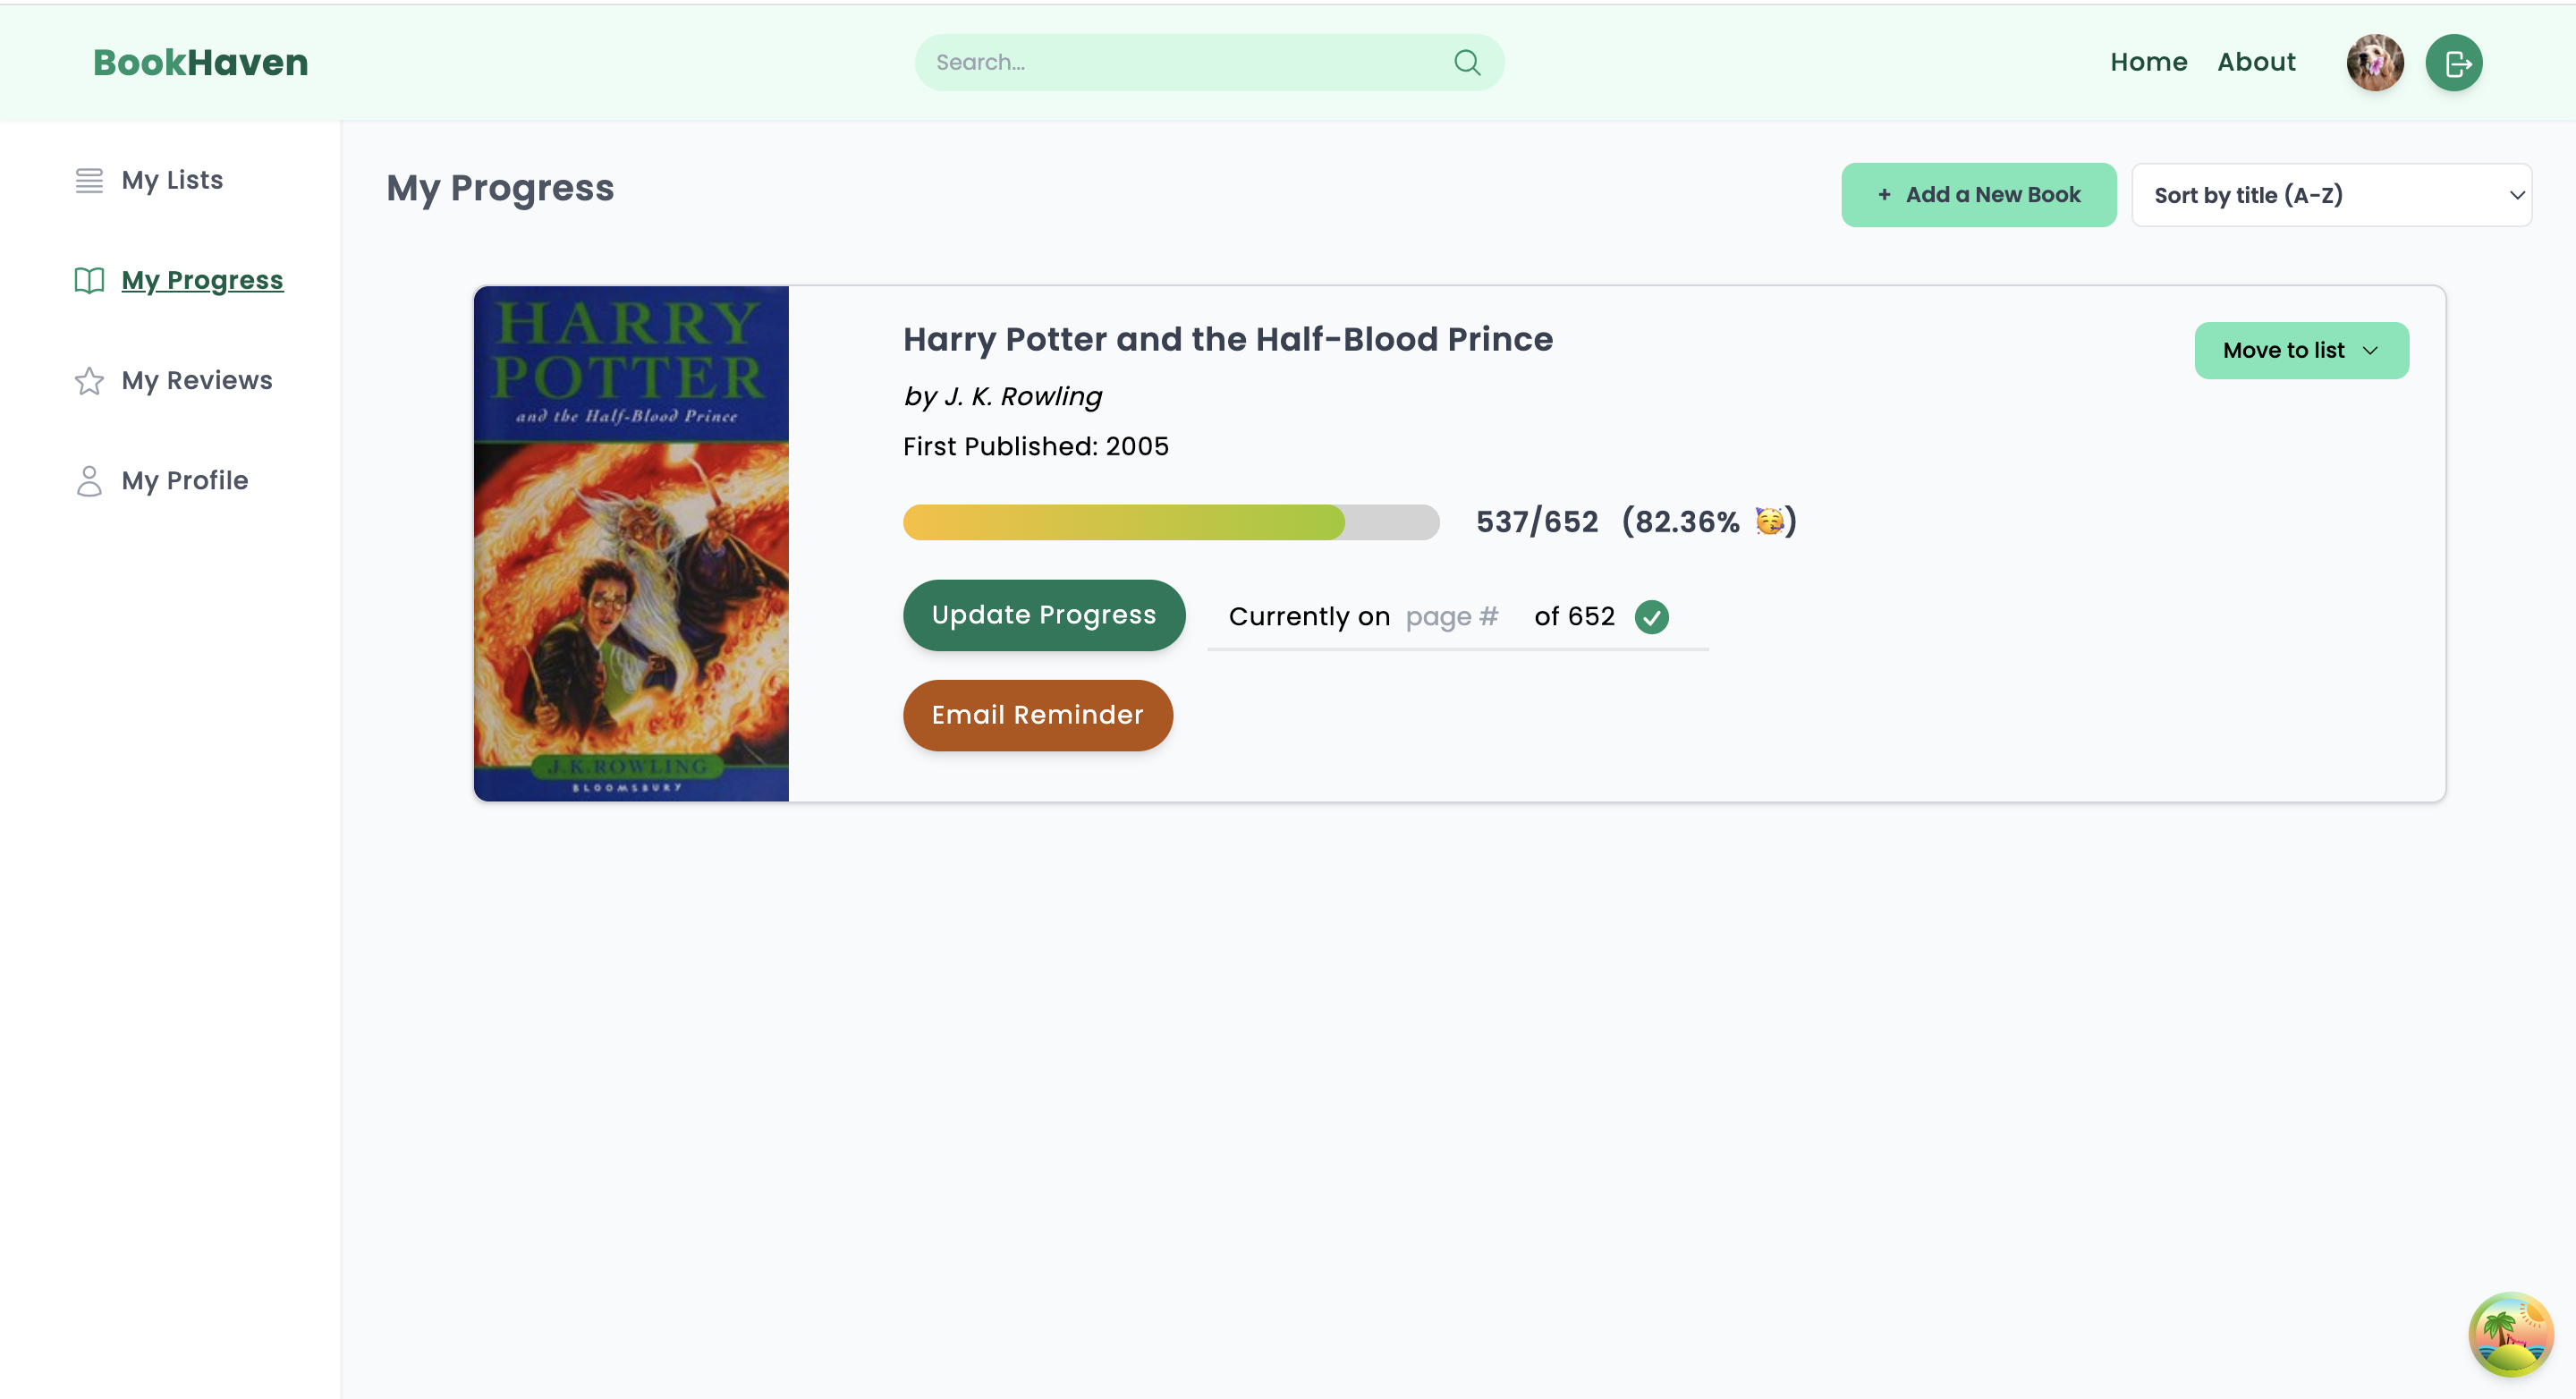 BookHaven
Search...
Home About
My Lists
My Progress
My Reviews
My Profile
My Progress
+ Add a New Book
Sort by title (A-Z)
HARRY
POTTER
and the Half-Blood Prince
J.K.ROWLING
BLOOMSBURY
Harry Potter and the Half-Blood Prince
by J. K. Rowling
First Published: 2005
537/652 (82.36% 🥳)
Update Progress
Currently on page # of 652
Email Reminder
Move to list